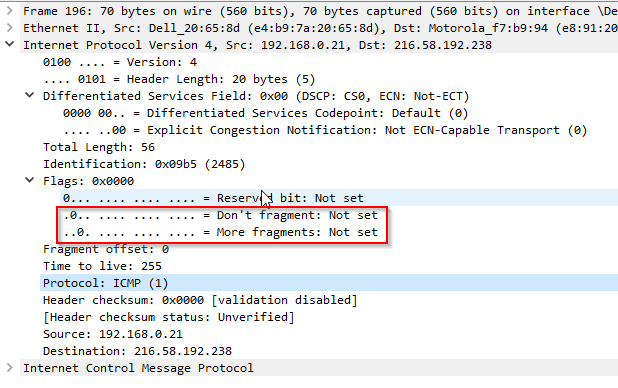 Frame 196: 70 bytes on wire (560 bits), 70 bytes captured (560 bits) on interface \De
Ethernet II, Src: Dell_20:65:8d (e4:b9:7a:20:65:8d), Dst: Motorola_f7:b9:94 (e8:91:20
Internet Protocol Version 4, Src: 192.168.0.21, Dst: 216.58.192.238
0100 .... = Version: 4
.... 0101 = Header Length: 20 bytes (5)
Differentiated Services Field: 0x00 (DSCP: CS0, ECN: Not-ECT)
0000 00.. = Differentiated Services Codepoint: Default (0)
.... ..00 = Explicit Congestion Notification: Not ECN-Capable Transport (0)
Total Length: 56
Identification: 0x09b5 (2485)
Flags: 0x0000
0... .... .... .... = Reserved bit: Not set
.0.. .... .... .... = Don't fragment: Not set
..0. .... .... .... = More fragments: Not set
Fragment offset: 0
Time to live: 255
Protocol: ICMP (1)
Header checksum: 0x0000 [validation disabled]
[Header checksum status: Unverified]
Source: 192.168.0.21
Destination: 216.58.192.238
Internet Control Message Protocol